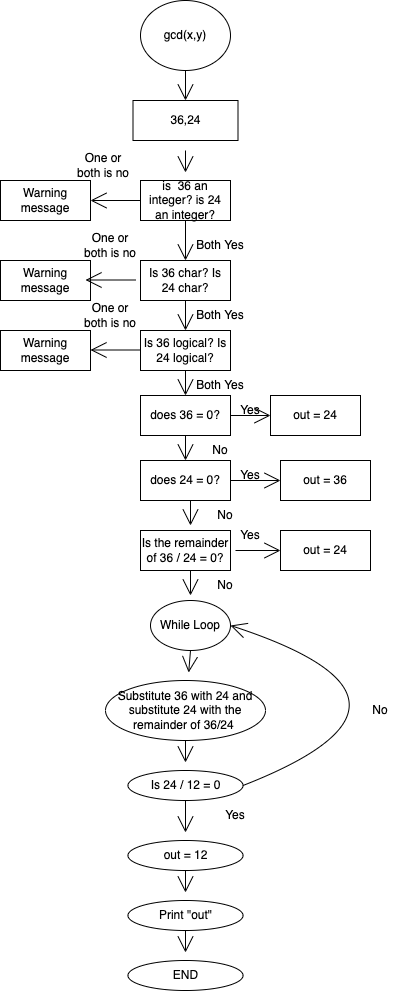 gcd(x,y)
36,24
One or
both is no
Warning
message
is  36 an
integer? is 24
an integer?
Both Yes
One or
both is no
Warning
message
Is 36 char? Is
24 char?
Both Yes
One or
both is no
Warning
message
Is 36 logical? Is
24 logical?
Both Yes
does 36 = 0?
Yes
out = 24
No
does 24 = 0?
Yes
out = 36
No
Is the remainder
of 36 / 24 = 0?
Yes
out = 24
No
While Loop
Substitute 36 with 24 and
substitute 24 with the
remainder of 36/24
No
Is 24 / 12 = 0
Yes
out = 12
Print "out"
END